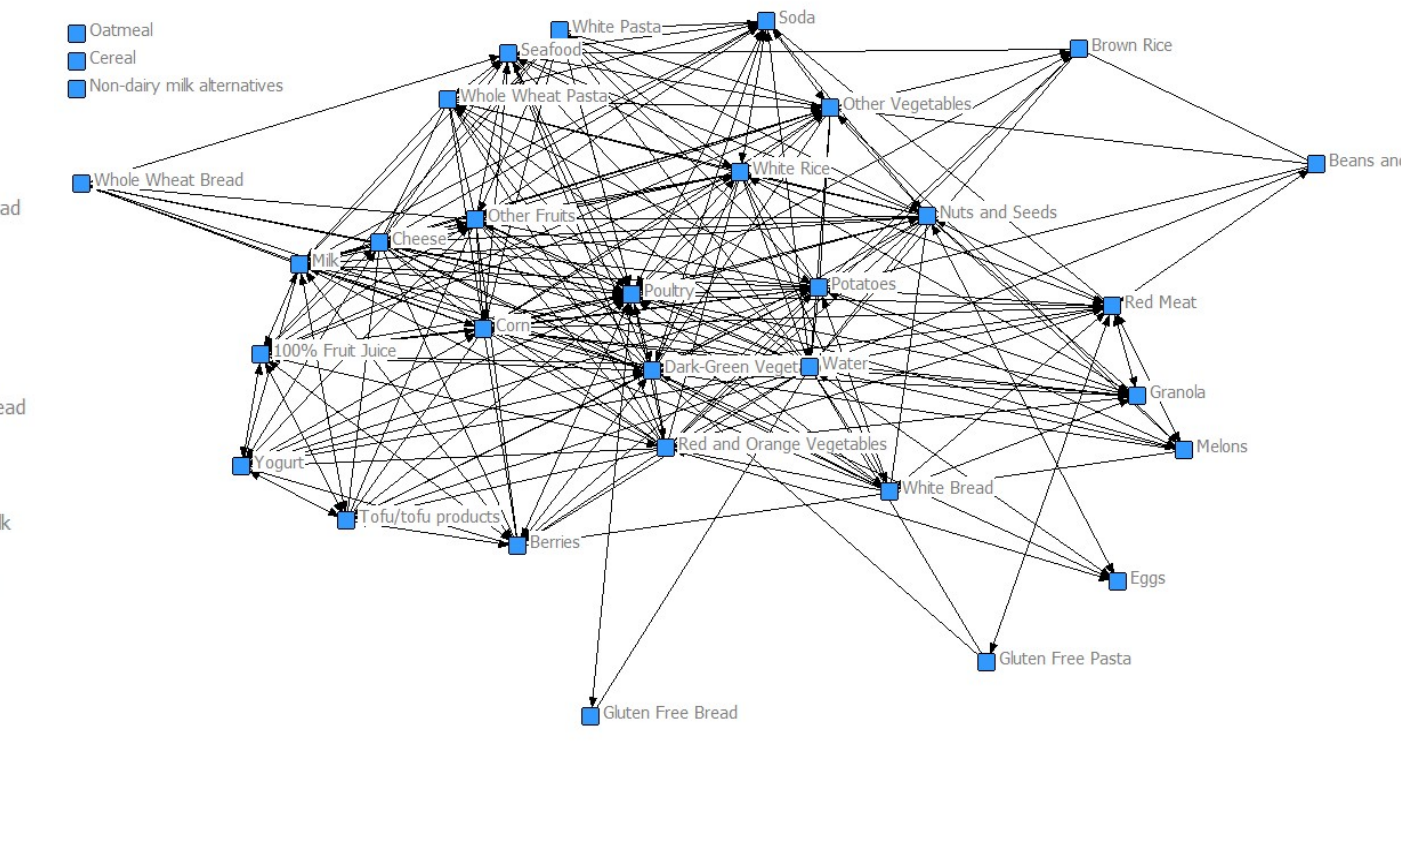 Oatmeal
Cereal
Non-dairy milk alternatives
White Pasta
Soda
Seafood
Brown Rice
Whole Wheat Pasta
Other Vegetables
White Rice
Beans and
Whole Wheat Bread
ad
Other Fruits
Nuts and Seeds
Cheese
Milk
Poultry
Potatoes
Red Meat
Corn
100% Fruit Juice
Dark-Green Vegeta
Water
Granola
ead
Red and Orange Vegetables
Melons
Yogurt
White Bread
Tofu/tofu products
lk
Berries
Eggs
Gluten Free Pasta
Gluten Free Bread